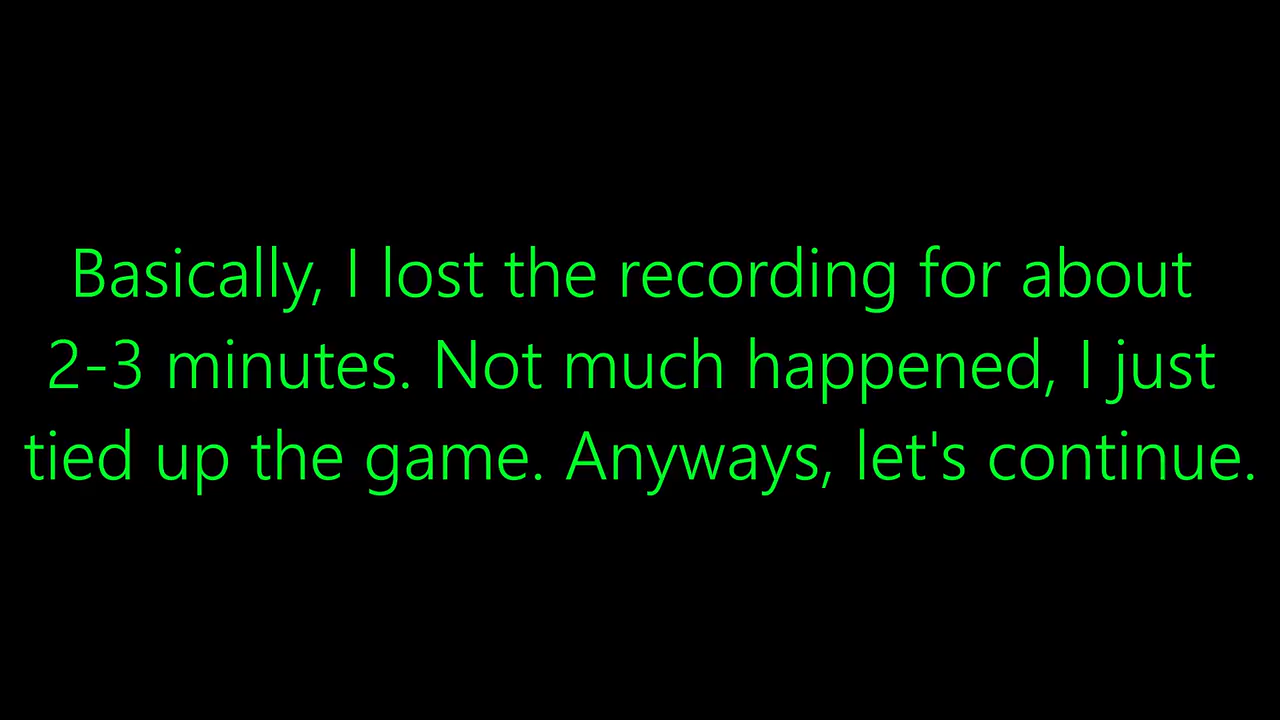 Basically, I lost the recording for about
2-3 minutes. Not much happened, I just
tied up the game. Anyways, let's continue.